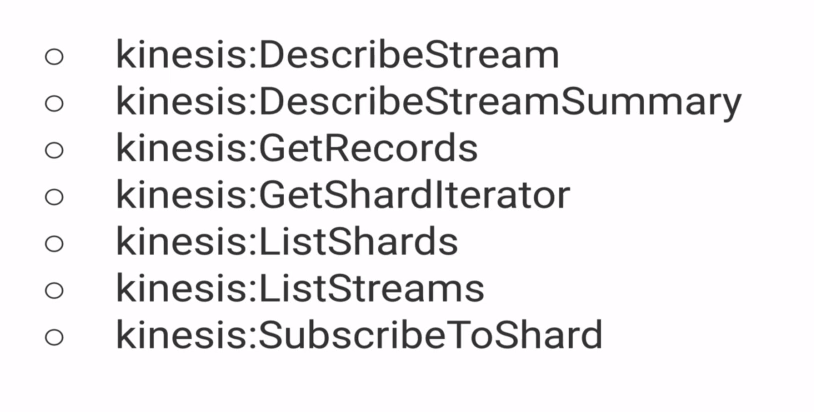 ○ kinesis:DescribeStream
○ kinesis:DescribeStreamSummary
○ kinesis:GetRecords
○ kinesis:GetShardIterator
○ kinesis:ListShards
○ kinesis:ListStreams
○ kinesis:SubscribeToShard